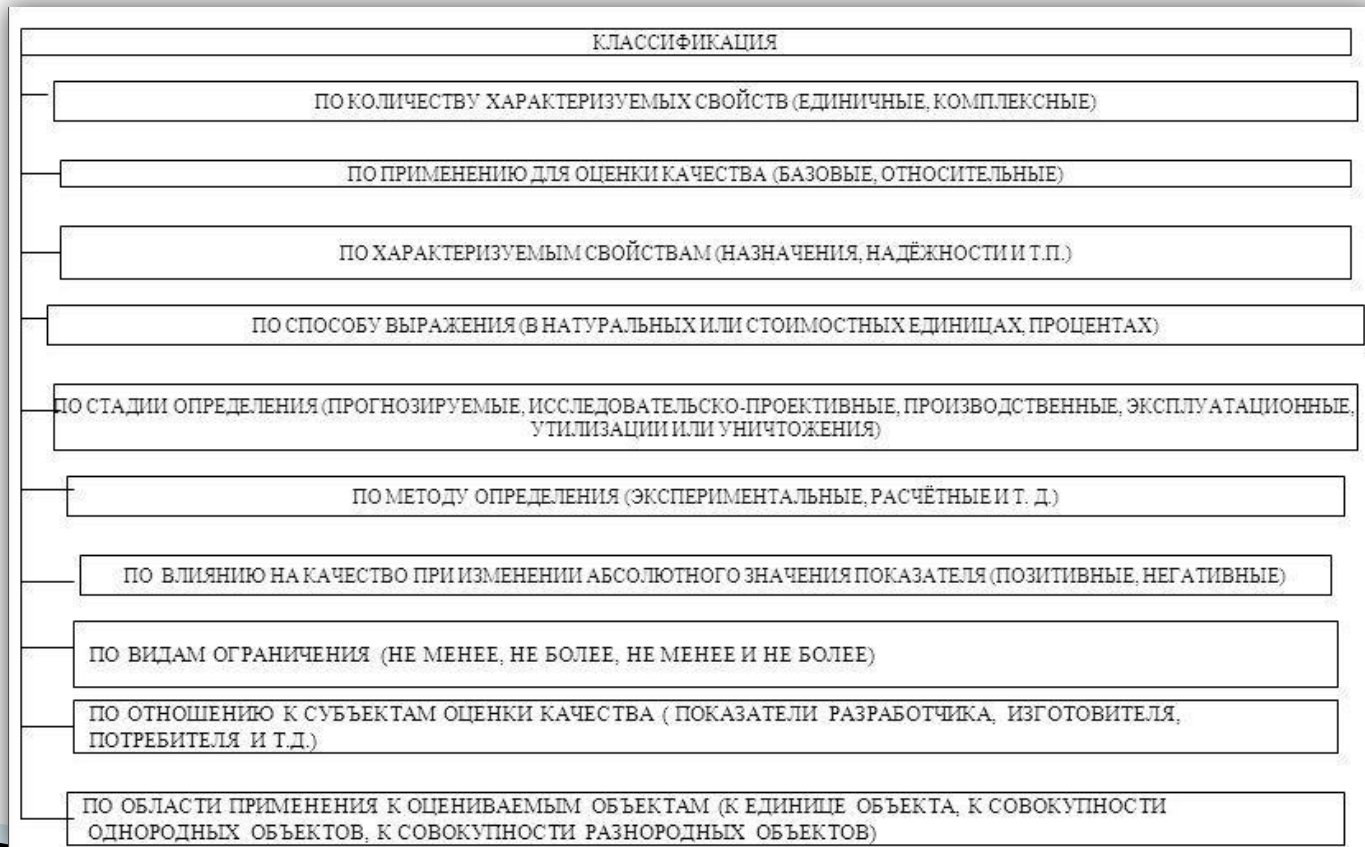 КЛАССИФИКАЦИЯ
ПО КОЛИЧЕСТВУ ХАРАКТЕРИЗУЕМЫХ СВОЙСТВ (ЕДИНИЧНЫЕ, КОМПЛЕКСНЫЕ)
ПО ПРИМЕНЕНИЮ ДЛЯ ОЦЕНКИ КАЧЕСТВА (БАЗОВЫЕ, ОТНОСИТЕЛЬНЫЕ)
ПО ХАРАКТЕРИЗУЕМЫМ СВОЙСТВАМ (НАЗНАЧЕНИЯ, НАДЁЖНОСТИ И Т.П.)
ПО СПОСОБУ ВЫРАЖЕНИЯ (В НАТУРАЛЬНЫХ ИЛИ СТОИМОСТНЫХ ЕДИНИЦАХ, ПРОЦЕНТАХ)
ПО СТАДИИ ОПРЕДЕЛЕНИЯ (ПРОГНОЗИРУЕМЫЕ, ИССЛЕДОВАТЕЛЬСКО-ПРОЕКТИВНЫЕ, ПРОИЗВОДСТВЕННЫЕ, ЭКСПЛУАТАЦИОННЫЕ,
УТИЛИЗАЦИИ ИЛИ УНИЧТОЖЕНИЯ)
ПО МЕТОДУ ОПРЕДЕЛЕНИЯ (ЭКСПЕРИМЕНТАЛЬНЫЕ, РАСЧЁТНЫЕ И Т. Д.)
ПО ВЛИЯНИЮ НА КАЧЕСТВО ПРИ ИЗМЕНЕНИИ АБСОЛЮТНОГО ЗНАЧЕНИЯ ПОКАЗАТЕЛЯ (ПОЗИТИВНЫЕ, НЕГАТИВНЫЕ)
ПО ВИДАМ ОГРАНИЧЕНИЯ (НЕ МЕНЕЕ, НЕ БОЛЕЕ, НЕ МЕНЕЕ И НЕ БОЛЕЕ)
ПО ОТНОШЕНИЮ К СУБЪЕКТАМ ОЦЕНКИ КАЧЕСТВА ( ПОКАЗАТЕЛИ РАЗРАБОТЧИКА, ИЗГОТОВИТЕЛЯ,
ПОТРЕБИТЕЛЯ И Т.Д.)
ПО ОБЛАСТИ ПРИМЕНЕНИЯ К ОЦЕНИВАЕМЫМ ОБЪЕКТАМ (К ЕДИНИЦЕ ОБЪЕКТА, К СОВОКУПНОСТИ
ОДНОРОДНЫХ ОБЪЕКТОВ, К СОВОКУПНОСТИ РАЗНОРОДНЫХ ОБЪЕКТОВ)